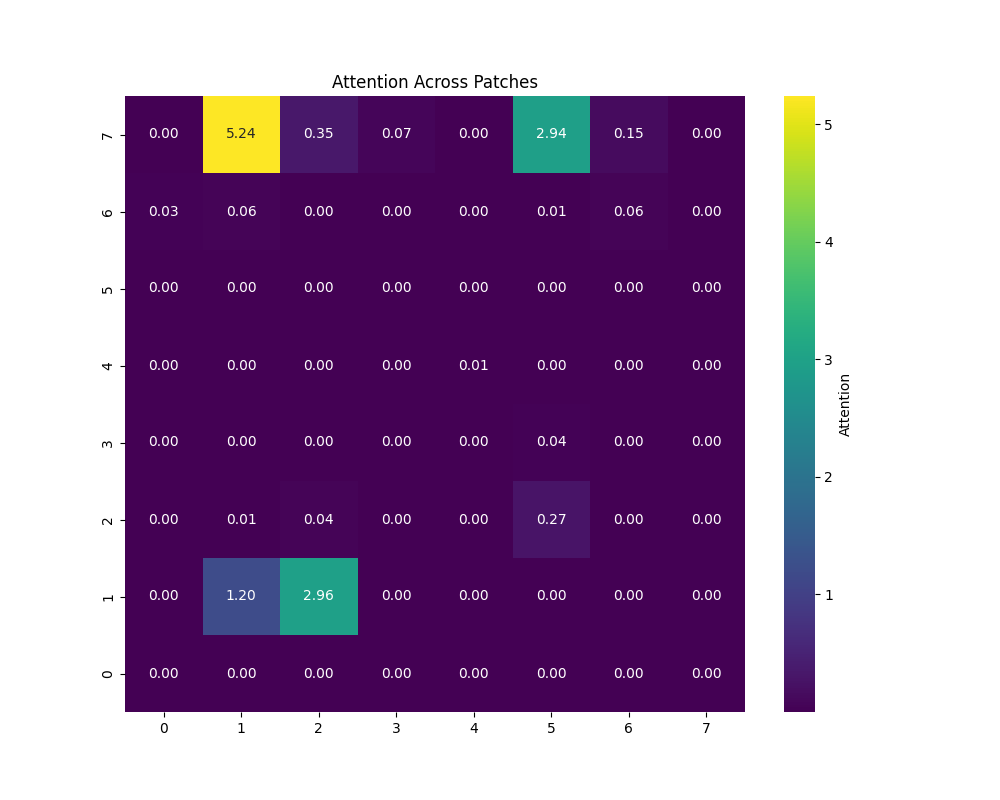 Attention Across Patches
7 0.00 5.24 0.35 0.07 0.00 2.94 0.15 0.00
6 0.03 0.06 0.00 0.00 0.00 0.01 0.06 0.00
5 0.00 0.00 0.00 0.00 0.00 0.00 0.00 0.00
4 0.00 0.00 0.00 0.00 0.01 0.00 0.00 0.00
3 0.00 0.00 0.00 0.00 0.00 0.04 0.00 0.00
2 0.00 0.01 0.04 0.00 0.00 0.27 0.00 0.00
1 0.00 1.20 2.96 0.00 0.00 0.00 0.00 0.00
0 0.00 0.00 0.00 0.00 0.00 0.00 0.00 0.00
0 1 2 3 4 5 6 7
5
4
3
2
1
Attention